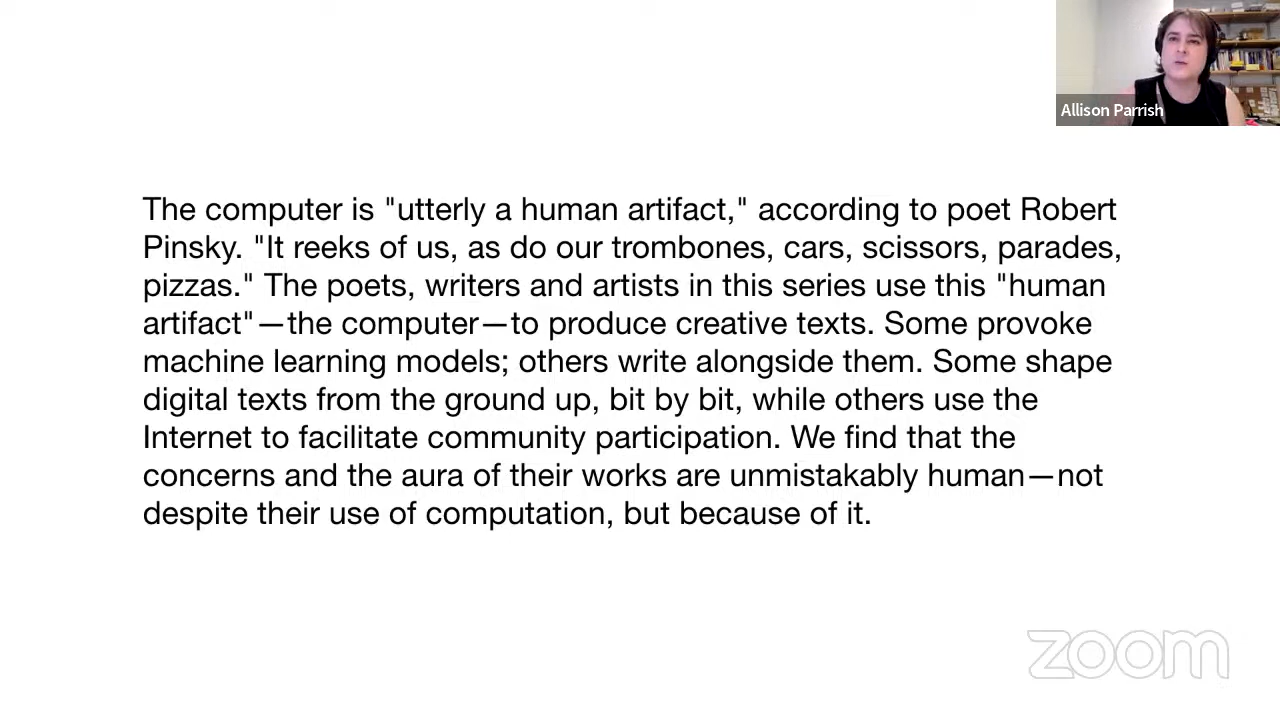 Allison Parrish
The computer is "utterly a human artifact," according to poet Robert
Pinsky. "It reeks of us, as do our trombones, cars, scissors, parades,
pizzas." The poets, writers and artists in this series use this "human
artifact"—the computer—to produce creative texts. Some provoke
machine learning models; others write alongside them. Some shape
digital texts from the ground up, bit by bit, while others use the
Internet to facilitate community participation. We find that the
concerns and the aura of their works are unmistakably human—not
despite their use of computation, but because of it.
zoom